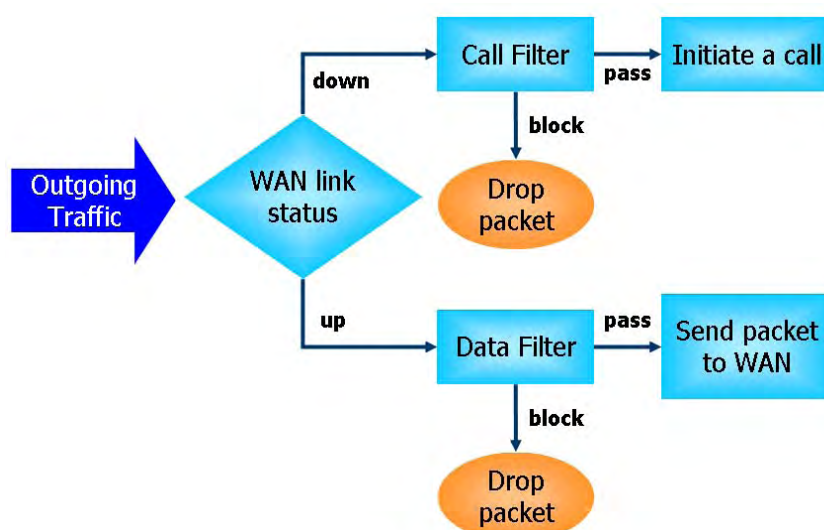 Outgoing
Traffic
WAN link
status
down
Call Filter
pass
Initiate a call
block
Drop
packet
up
Data Filter
pass
Send packet
to WAN
block
Drop
packet